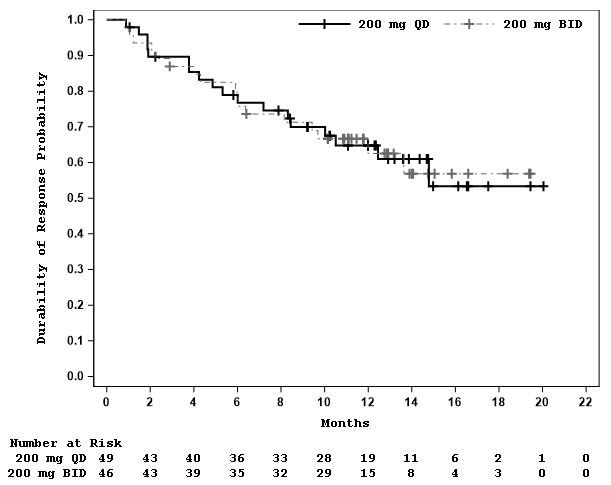 200 mg QD 200 mg BID
Durability of Response Probability
1.0
0.9
0.8
0.7
0.6
0.5
0.4
0.3
0.2
0.1
0.0
0 2 4 6 8 10 12 14 16 18 20 22
Months
Number at Risk
200 mg QD 49 43 40 36 33 28 19 11 6 2 1 0
200 mg BID 46 43 39 35 32 29 15 8 4 3 0 0